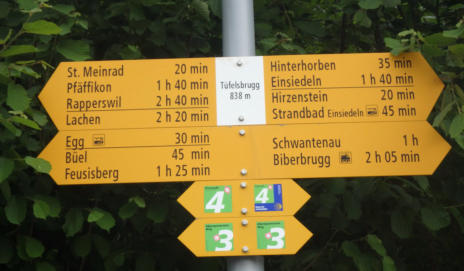 St. Meinrad 20 min
Pfäffikon 1 h 40 min
Rapperswil 2 h 40 min
Lachen 2 h 20 min
Tüfelsbrugg
838 m
Hinterhorben 35 min
Einsiedeln 1 h 40 min
Hirzenstein 20 min
Strandbad Einsiedeln 45 min
Egg 30 min
Büel 45 min
Feusisberg 1 h 25 min
Schwantenau 1 h
Biberbrugg 2 h 05 min
4
4
3
3